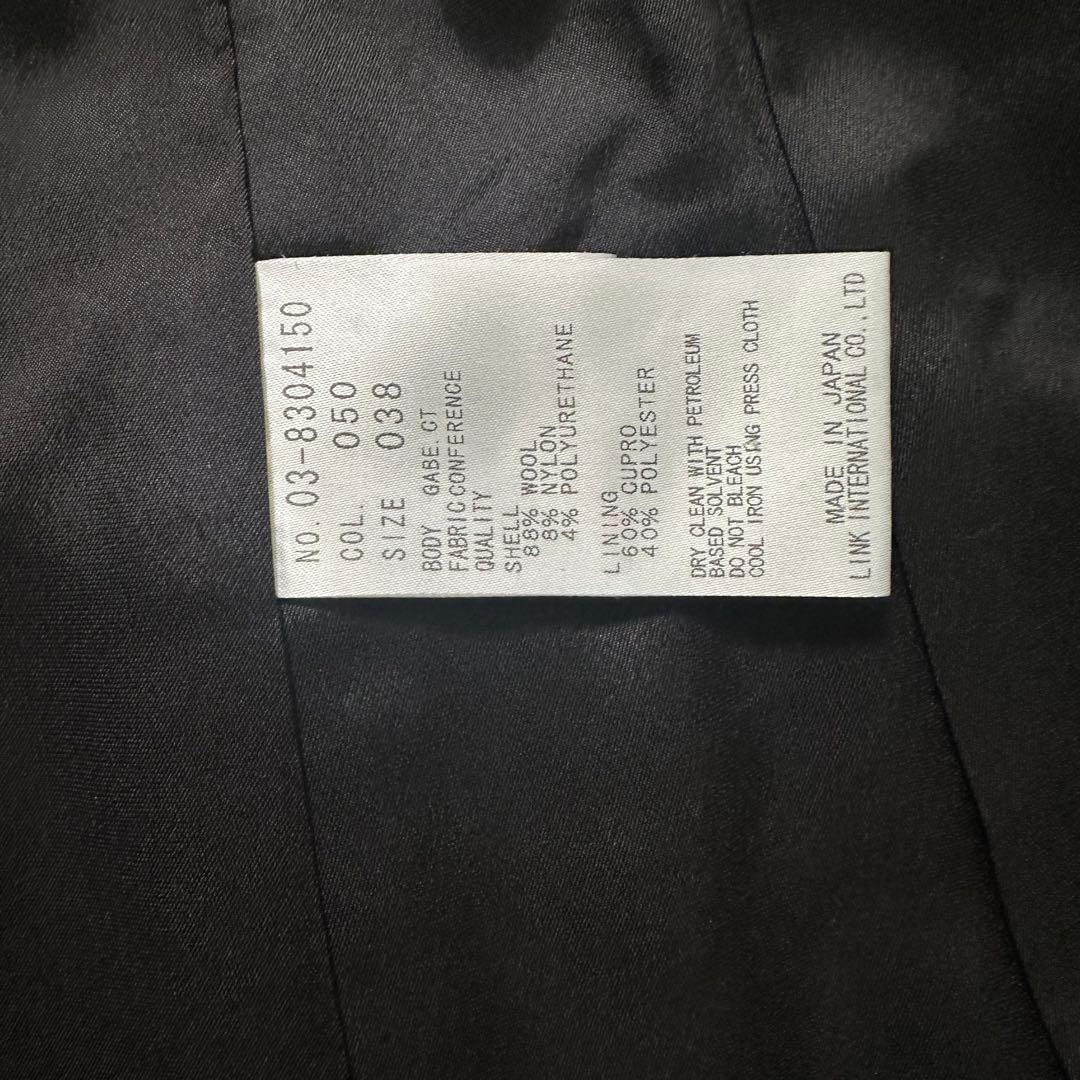 NO. 03-8304150
COL. 050
SIZE 038
BODY GABE.CT
FABRIC:CONFERENCE
QUALITY
SHELL
88% WOOL
8% NYLON
4% POLYURETHANE
LINING
60% CUPRO
40% POLYESTER
DRY CLEAN WITH PETROLEUM
BASED SOLVENT
DO NOT BLEACH
COOL IRON USING PRESS CLOTH
MADE IN JAPAN
LINK INTERNATIONAL CO.,LTD